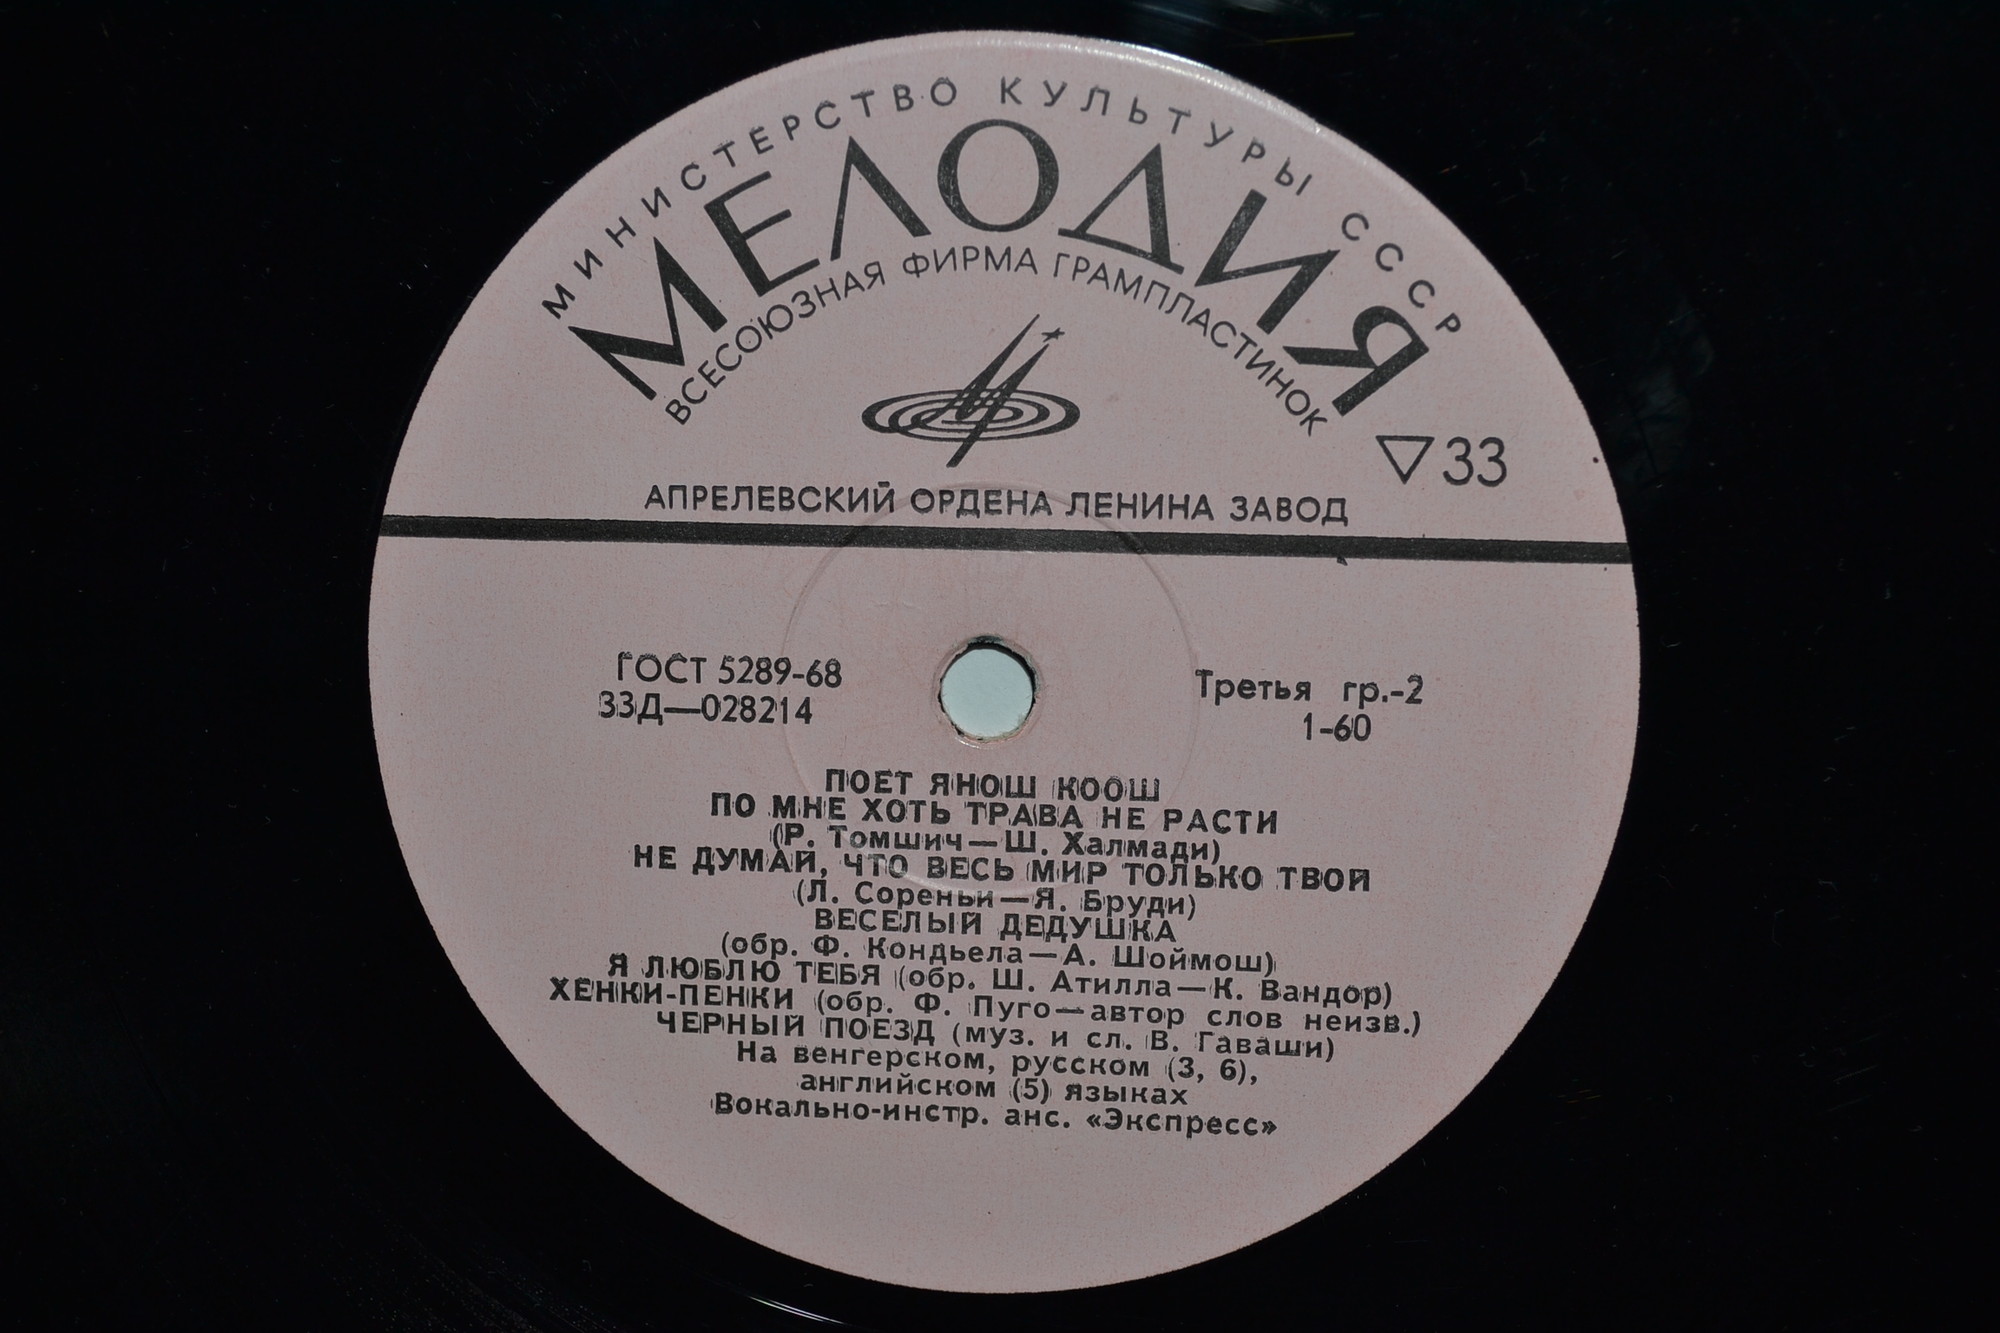 МИНИСТЕРСТВО КУЛЬТУРЫ СССР
МЕЛОДИЯ
ВСЕСОЮЗНАЯ ФИРМА ГРАМПЛАСТИНОК
▽33
АПРЕЛЕВСКИЙ ОРДЕНА ЛЕНИНА ЗАВОД
ГОСТ 5289-68
33Д—028214
Третья гр.-2
1-60
ПОЕТ ЯНОШ КООШ
ПО МНЕ ХОТЬ ТРАВА НЕ РАСТИ
(Р. Томшич—Ш. Халмади)
НЕ ДУМАЙ, ЧТО ВЕСЬ МИР ТОЛЬКО ТВОЙ
(Л. Сореньи—Я. Бруди)
ВЕСЕЛЫЙ ДЕДУШКА
(обр. Ф. Кондьела—А. Шоймош)
Я ЛЮБЛЮ ТЕБЯ (обр. Ш. Атилла—К. Вандор)
ХЕНКИ-ПЕНКИ (обр. Ф. Пуго—автор слов неизв.)
ЧЕРНЫЙ ПОЕЗД (муз. и сл. В. Гаваши)
На венгерском, русском (3, 6),
английском (5) языках
Вокально-инстр. анс. «Экспресс»